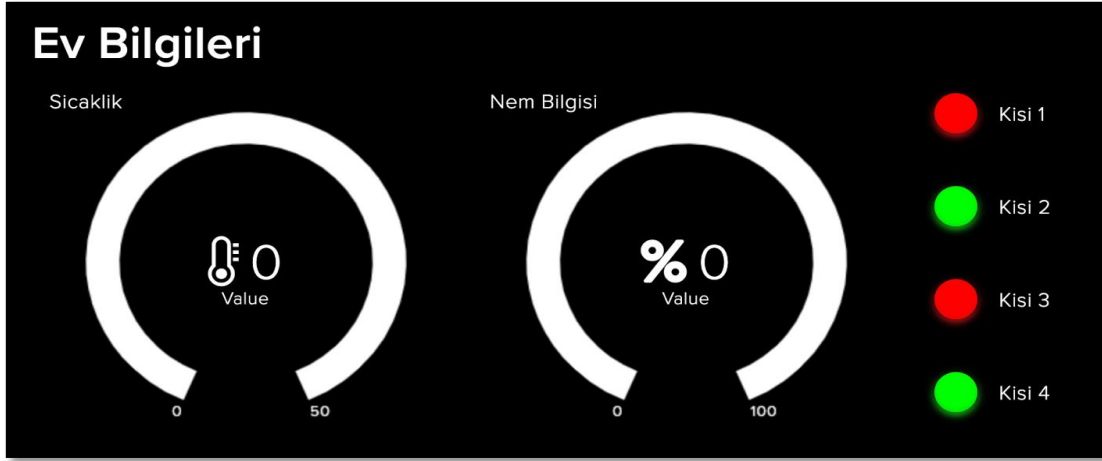 Ev Bilgileri
Sicaklik
0
Value
0
50
Nem Bilgisi
% 0
Value
0
100
Kisi 1
Kisi 2
Kisi 3
Kisi 4